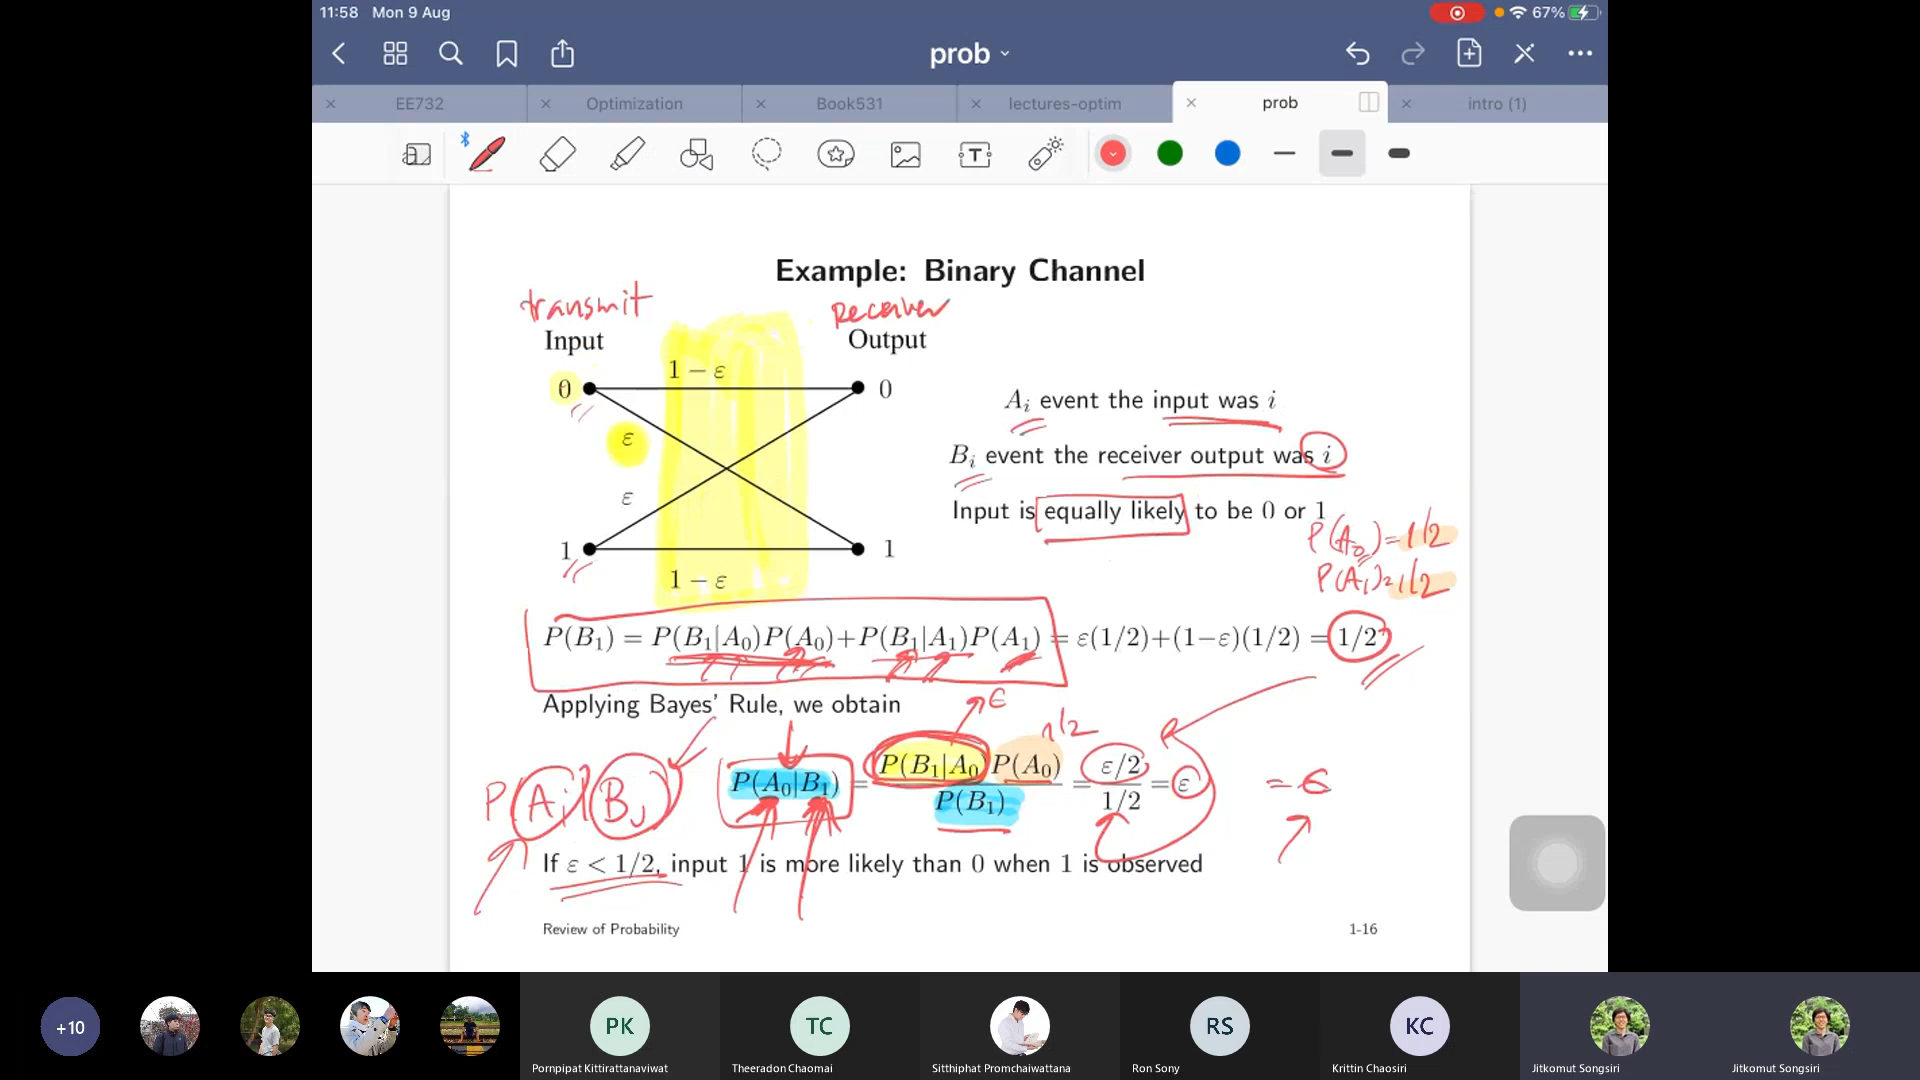 11:58 Mon 9 Aug
67%
prob
EE732
Optimization
Book531
lectures-optim
prob
intro (1)
Example: Binary Channel
transmit
receiver
Input
Output
1 − ε
0
0
ε
ε
1
1
1 − ε
Aᵢ event the input was i
Bᵢ event the receiver output was i
Input is equally likely to be 0 or 1
P(A₀)=1/2
P(A₁)=1/2
P(B₁) = P(B₁|A₀)P(A₀)+P(B₁|A₁)P(A₁) = ε(1/2)+(1−ε)(1/2) = 1/2
Applying Bayes' Rule, we obtain
ε
1/2
P(Aᵢ|Bⱼ)
P(A₀|B₁) = P(B₁|A₀)P(A₀) / P(B₁) = ε/2 / 1/2 = ε
= ε
If ε < 1/2, input 1 is more likely than 0 when 1 is observed
Review of Probability
1-16
+10
PK
TC
RS
KC
Pornpipat Kittirattanaviwat
Theeradon Chaomai
Sitthiphat Promchaiwattana
Ron Sony
Krittin Chaosiri
Jitkomut Songsiri
Jitkomut Songsiri